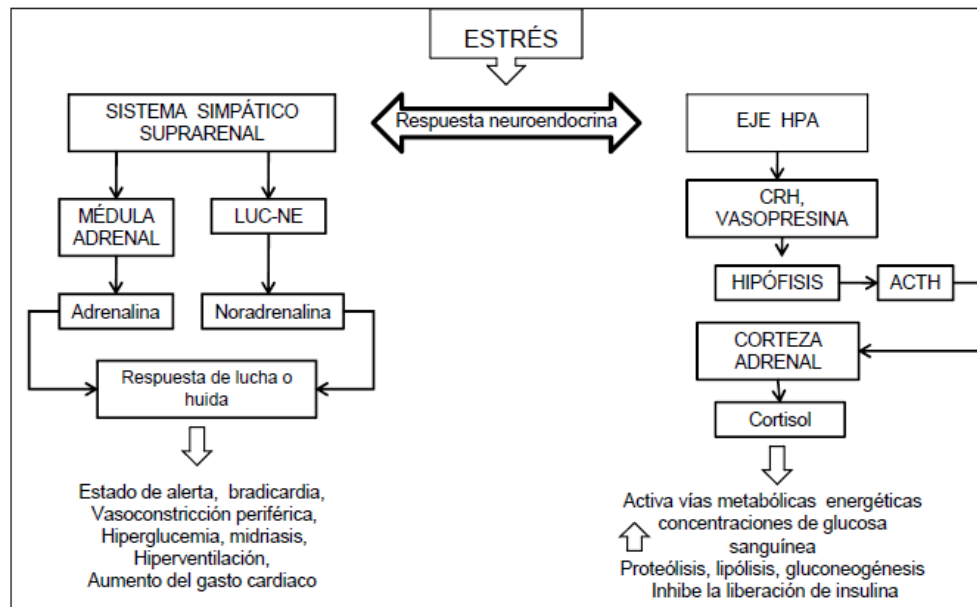 ESTRÉS
Respuesta neuroendocrina
SISTEMA SIMPÁTICO
SUPRARENAL
MÉDULA
ADRENAL
LUC-NE
Adrenalina
Noradrenalina
Respuesta de lucha o
huida
Estado de alerta, bradicardia,
Vasoconstricción periférica,
Hiperglucemia, midriasis,
Hiperventilación,
Aumento del gasto cardiaco
EJE HPA
CRH,
VASOPRESINA
HIPÓFISIS
ACTH
CORTEZA
ADRENAL
Cortisol
Activa vías metabólicas energéticas
concentraciones de glucosa
sanguínea
Proteólisis, lipólisis, gluconeogénesis
Inhibe la liberación de insulina